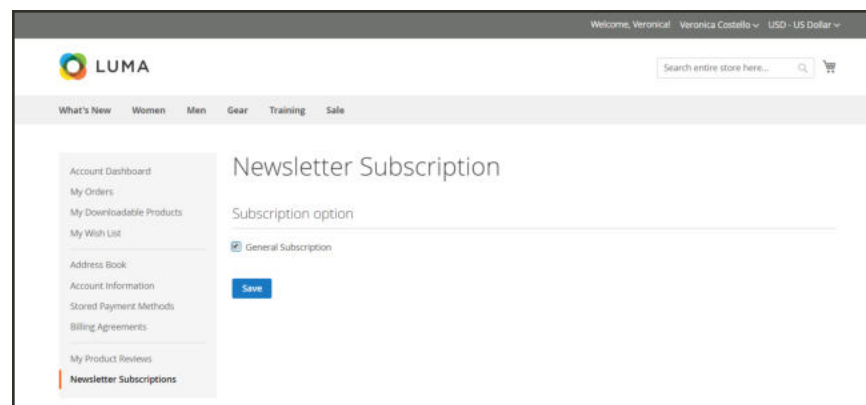 Welcome, Veronica! Veronica Costello USD - US Dollar
LUMA
Search entire store here...
What's New Women Men Gear Training Sale
Newsletter Subscription
Account Dashboard
My Orders
My Downloadable Products
My Wish List
Address Book
Account Information
Stored Payment Methods
Billing Agreements
My Product Reviews
Newsletter Subscriptions
Subscription option
General Subscription
Save